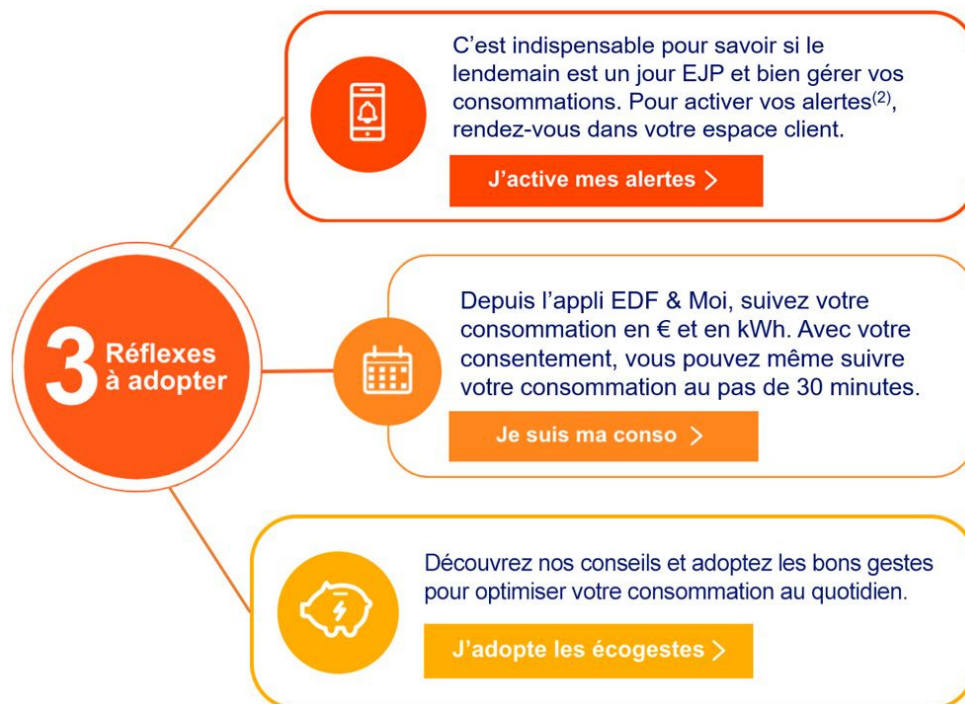 C’est indispensable pour savoir si le
lendemain est un jour EJP et bien gérer vos
consommations. Pour activer vos alertes(2),
rendez-vous dans votre espace client.
J’active mes alertes >
3 Réflexes
à adopter
Depuis l’appli EDF & Moi, suivez votre
consommation en € et en kWh. Avec votre
consentement, vous pouvez même suivre
votre consommation au pas de 30 minutes.
Je suis ma conso >
Découvrez nos conseils et adoptez les bons gestes
pour optimiser votre consommation au quotidien.
J’adopte les écogestes >